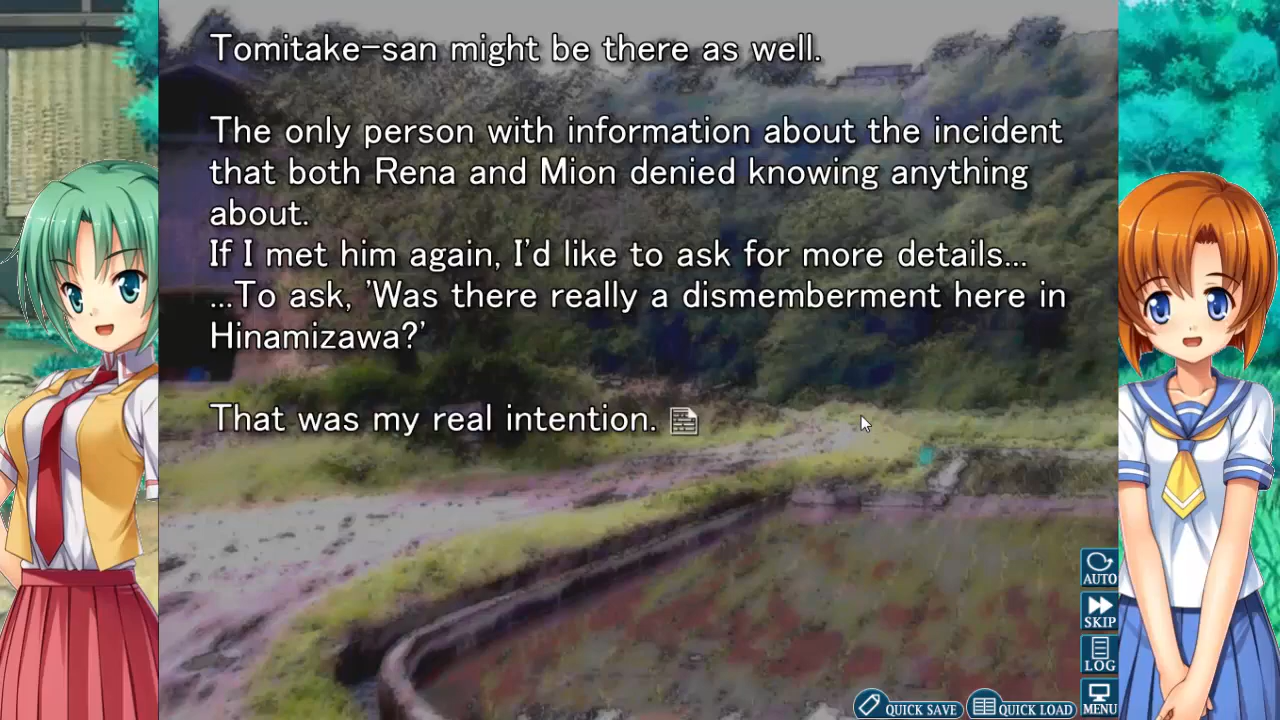 Tomitake-san might be there as well.
The only person with information about the incident
that both Rena and Mion denied knowing anything
about.
If I met him again, I'd like to ask for more details...
...To ask, 'Was there really a dismemberment here in
Hinamizawa?'
That was my real intention.
AUTO
SKIP
LOG
MENU
QUICK SAVE
QUICK LOAD